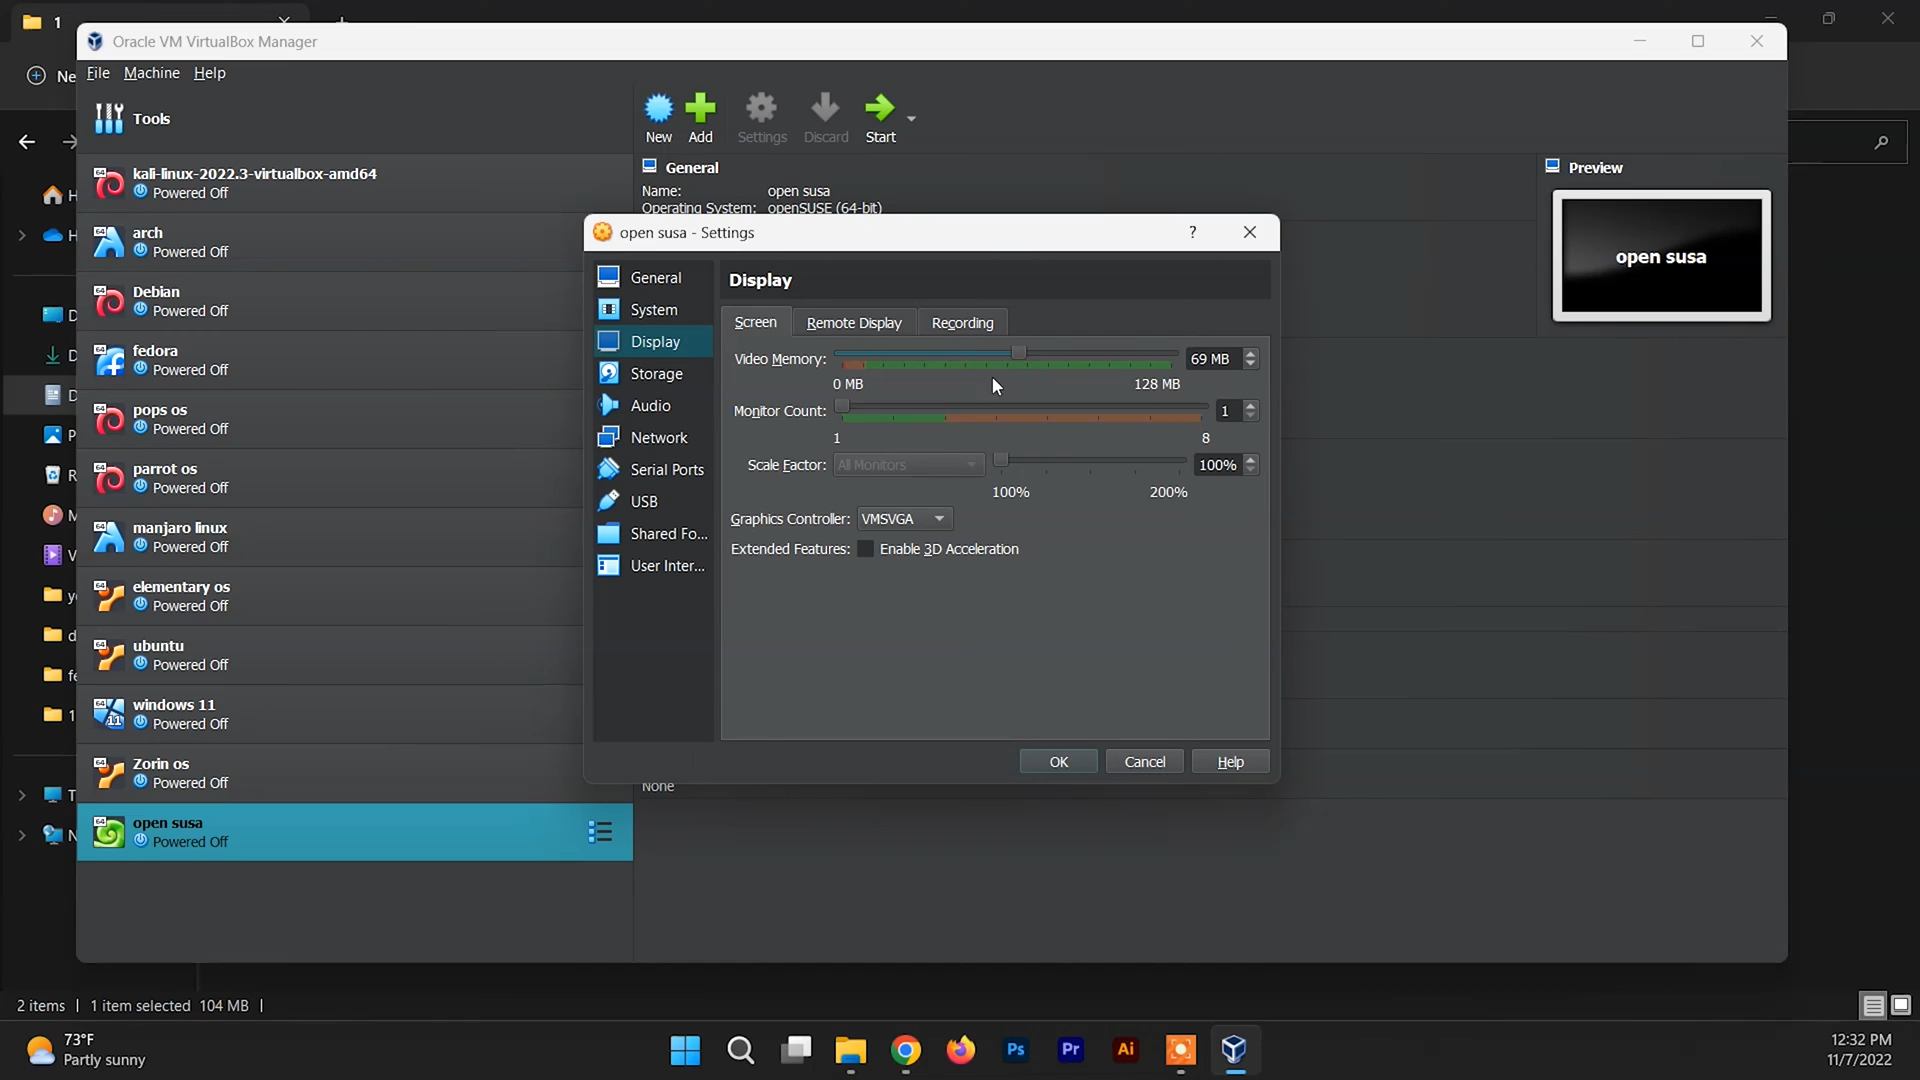 1
Oracle VM VirtualBox Manager
Ne
File Machine Help
Tools
New Add Settings Discard Start
kali-linux-2022.3-virtualbox-amd64
Powered Off
arch
Powered Off
Debian
Powered Off
fedora
Powered Off
pops os
Powered Off
parrot os
Powered Off
manjaro linux
Powered Off
elementary os
Powered Off
ubuntu
Powered Off
windows 11
Powered Off
Zorin os
Powered Off
open susa
Powered Off
General
Name: open susa
Operating System: openSUSE (64-bit)
Preview
open susa
open susa - Settings
?
General
System
Display
Storage
Audio
Network
Serial Ports
USB
Shared Fo...
User Inter...
Display
Screen Remote Display Recording
Video Memory: 69 MB
0 MB 128 MB
Monitor Count: 1
1 8
Scale Factor: All Monitors 100%
100% 200%
Graphics Controller: VMSVGA
Extended Features: Enable 3D Acceleration
OK Cancel Help
None
2 items 1 item selected 104 MB
73°F
Partly sunny
Ps Pr Ai
12:32 PM
11/7/2022